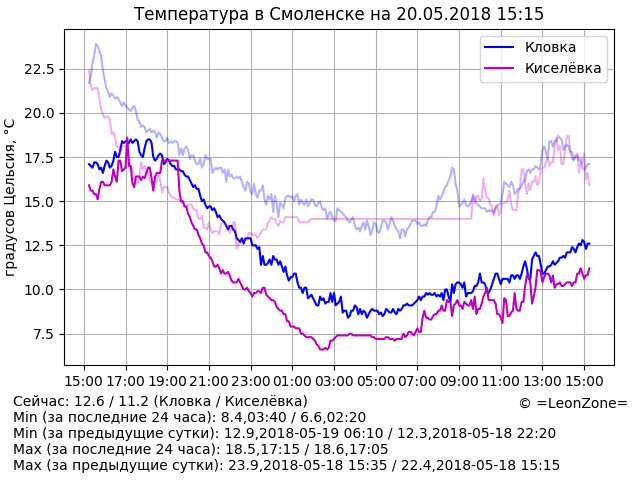 Температура в Смоленске на 20.05.2018 15:15
Кловка
Киселёвка
градусов Цельсия, °C
22.5
20.0
17.5
15.0
12.5
10.0
7.5
15:00 17:00 19:00 21:00 23:00 01:00 03:00 05:00 07:00 09:00 11:00 13:00 15:00
Сейчас: 12.6 / 11.2 (Кловка / Киселёвка)
© =LeonZone=
Min (за последние 24 часа): 8.4,03:40 / 6.6,02:20
Min (за предыдущие сутки): 12.9,2018-05-19 06:10 / 12.3,2018-05-18 22:20
Max (за последние 24 часа): 18.5,17:15 / 18.6,17:05
Max (за предыдущие сутки): 23.9,2018-05-18 15:35 / 22.4,2018-05-18 15:15